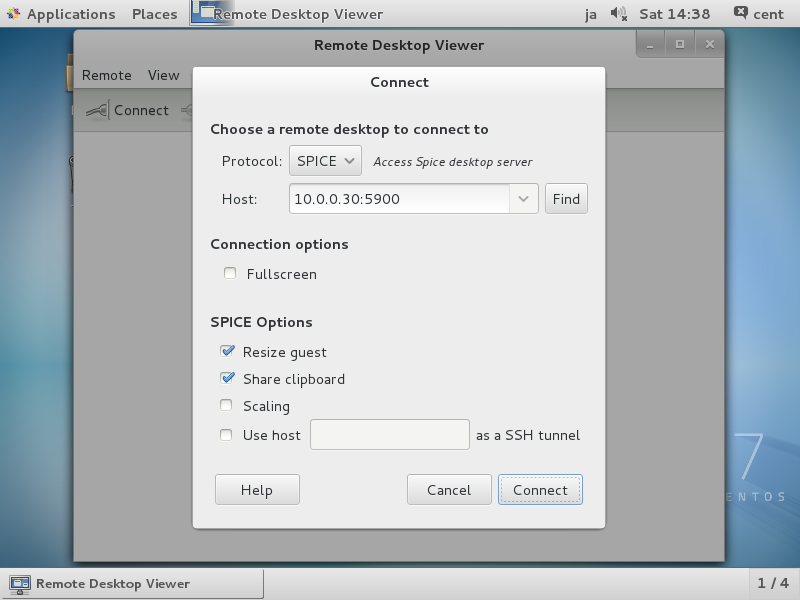 Applications Places Remote Desktop Viewer ja Sat 14:38 cent
Remote Desktop Viewer
Remote View
Connect
Connect
Choose a remote desktop to connect to
Protocol: SPICE Access Spice desktop server
Host: 10.0.0.30:5900 Find
Connection options
Fullscreen
SPICE Options
Resize guest
Share clipboard
Scaling
Use host as a SSH tunnel
Help Cancel Connect
7
ENTOS
Remote Desktop Viewer 1 / 4